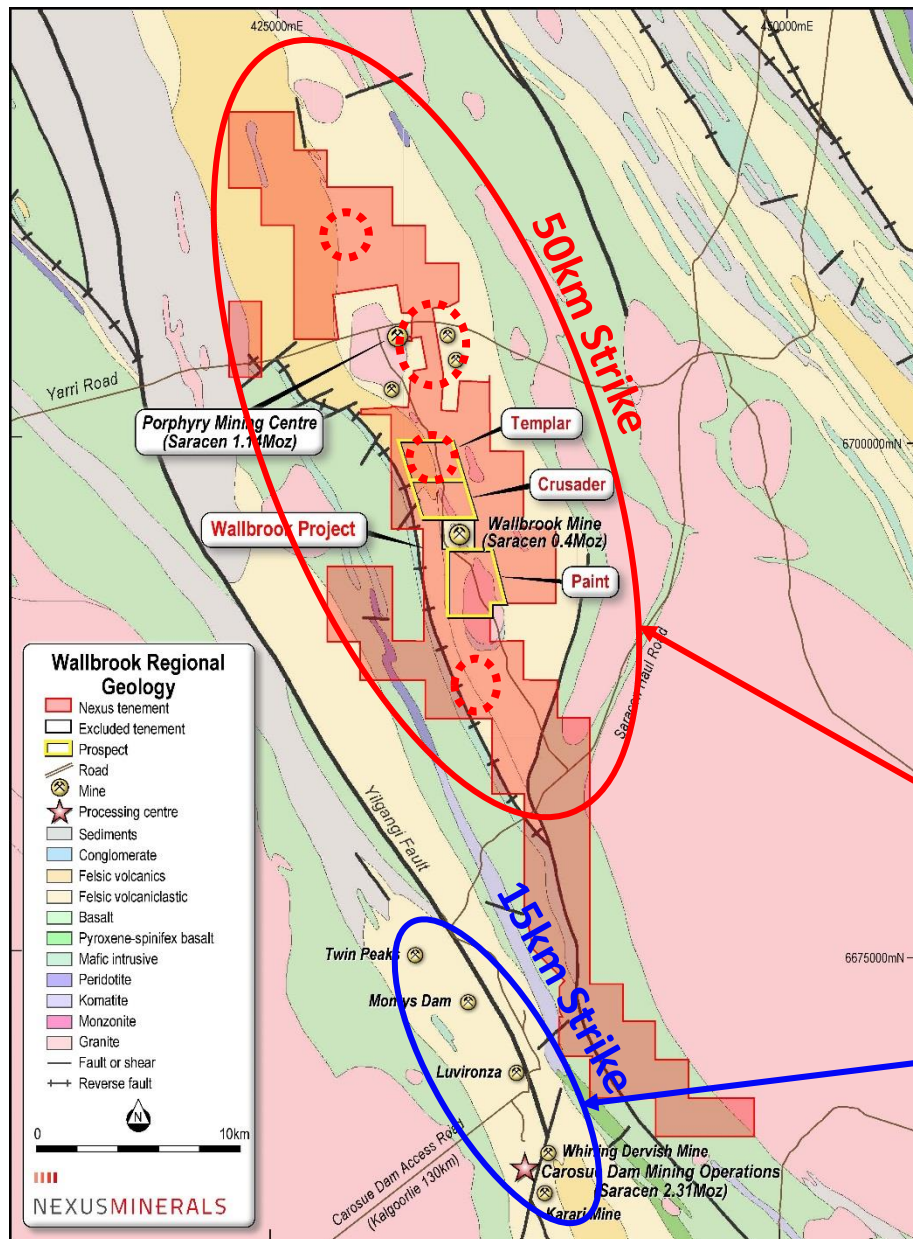 425000mE
450000mE
50km Strike
Yarri Road
Porphyry Mining Centre
(Saracen 1.14Moz)
Templar
6700000mN
Crusader
Wallbrook Project
Wallbrook Mine
(Saracen 0.4Moz)
Paint
Saracen Haul Road
Wallbrook Regional
Geology
Nexus tenement
Excluded tenement
Prospect
Road
Mine
Processing centre
Sediments
Conglomerate
Felsic volcanics
Felsic volcaniclastic
Basalt
Pyroxene-spinifex basalt
Mafic intrusive
Peridotite
Komatite
Monzonite
Granite
Fault or shear
Reverse fault
N
0
10km
NEXUSMINERALS
Yilgangi Fault
15km Strike
Twin Peaks
6675000mN
Montys Dam
Luvironza
Carosue Dam Access Road
(Kalgoorlie 130km)
Whirling Dervish Mine
Carosue Dam Mining Operations
(Saracen 2.31Moz)
Karari Mine